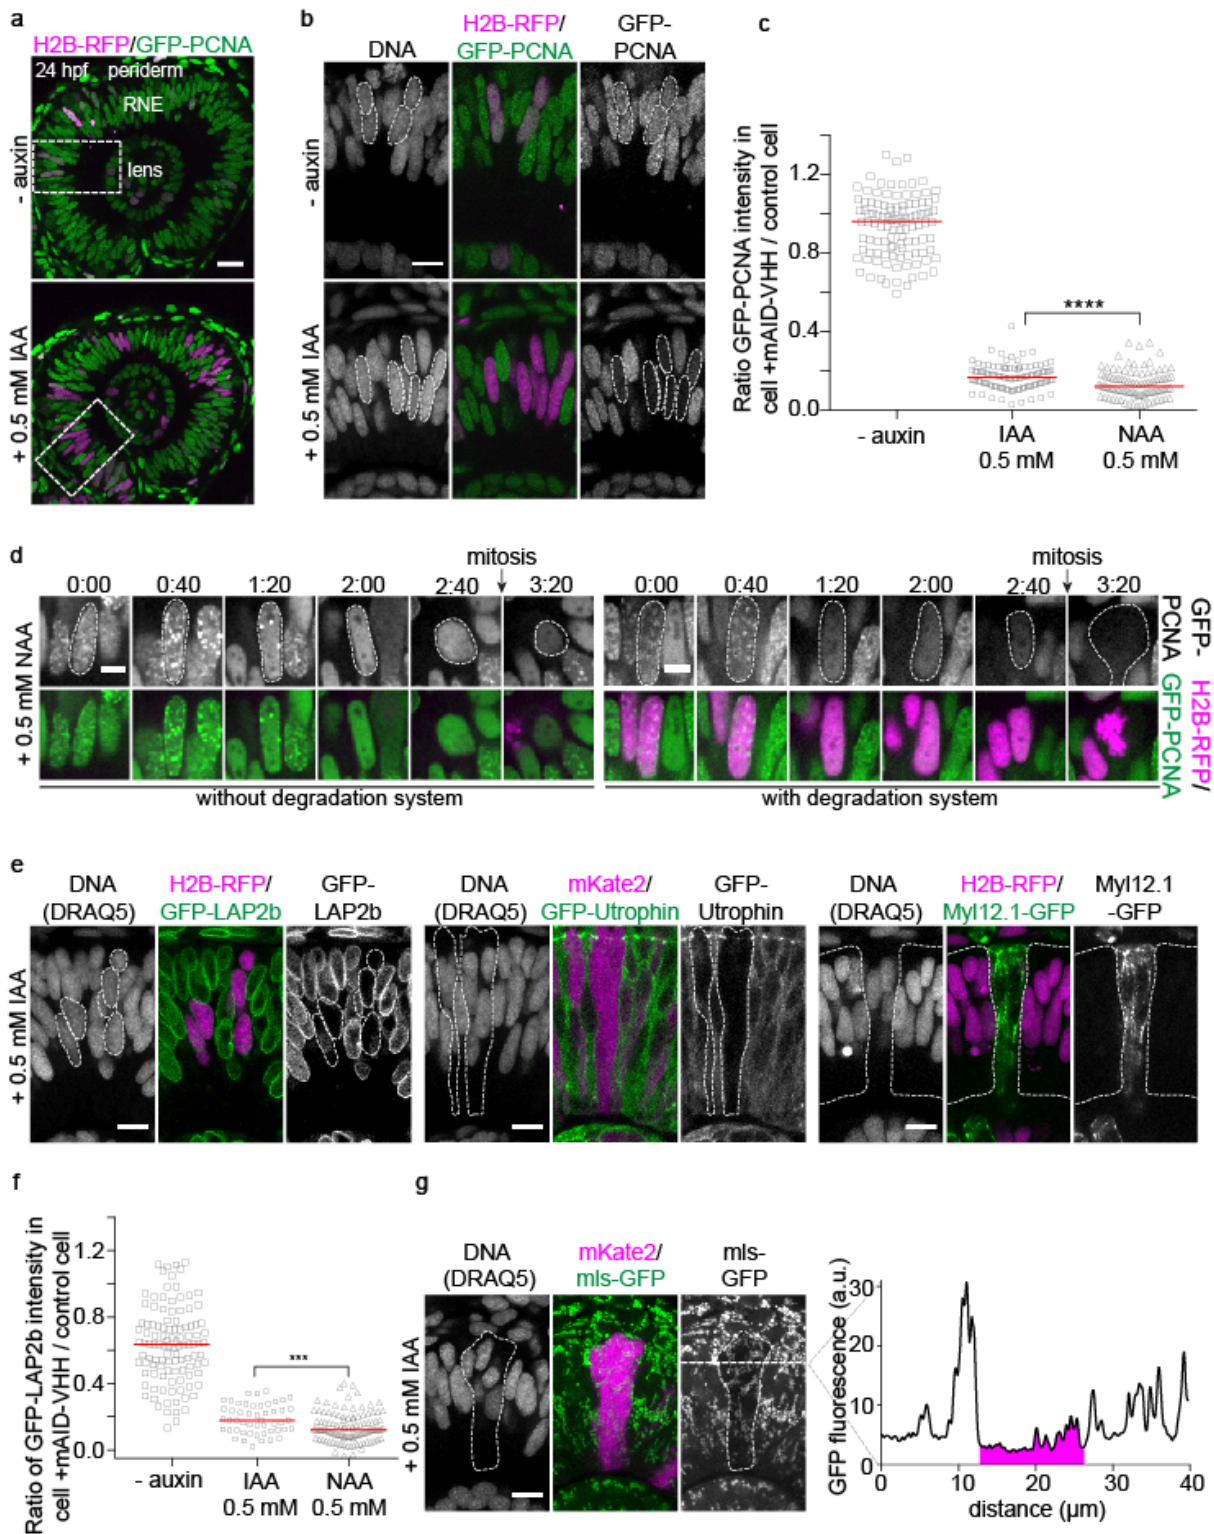 a
H2B-RFP/GFP-PCNA
24 hpf periderm
RNE
lens
- auxin
+ 0.5 mM IAA
b
DNA
H2B-RFP/
GFP-PCNA
GFP-
PCNA
- auxin
+ 0.5 mM IAA
c
Ratio GFP-PCNA intensity in
cell +mAID-VHH / control cell
1.2
0.8
0.4
0.0
****
- auxin
IAA
0.5 mM
NAA
0.5 mM
d
mitosis
0:00 0:40 1:20 2:00 2:40 3:20
mitosis
0:00 0:40 1:20 2:00 2:40 3:20
+ 0.5 mM NAA
GFP-
PCNA
H2B-RFP/
GFP-PCNA
without degradation system
with degradation system
e
+ 0.5 mM IAA
DNA
(DRAQ5)
H2B-RFP/
GFP-LAP2b
GFP-
LAP2b
DNA
(DRAQ5)
mKate2/
GFP-Utrophin
GFP-
Utrophin
DNA
(DRAQ5)
H2B-RFP/
Myl12.1-GFP
Myl12.1
-GFP
f
Ratio of GFP-LAP2b intensity in
cell +mAID-VHH / control cell
1.2
0.8
0.4
0.0
***
- auxin
IAA
0.5 mM
NAA
0.5 mM
g
+ 0.5 mM IAA
DNA
(DRAQ5)
mKate2/
mls-GFP
mls-
GFP
GFP fluorescence (a.u.)
30
20
10
0
0 10 20 30 40
distance (µm)